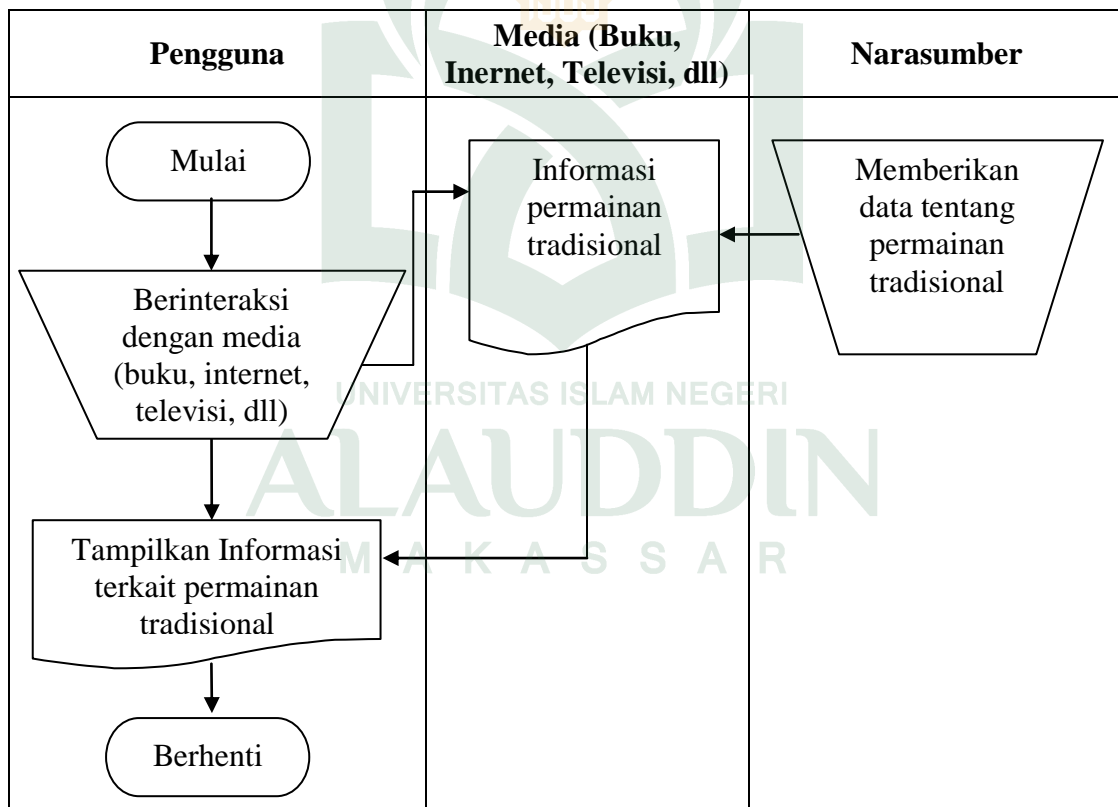 Pengguna
Media (Buku,
Inernet, Televisi, dll)
Narasumber
Mulai
Berinteraksi
dengan media
(buku, internet,
televisi, dll)
Tampilkan Informasi
terkait permainan
tradisional
Berhenti
Informasi
permainan
tradisional
Memberikan
data tentang
permainan
tradisional
UNIVERSITAS ISLAM NEGERI
ALAUDDIN
MAKASSAR